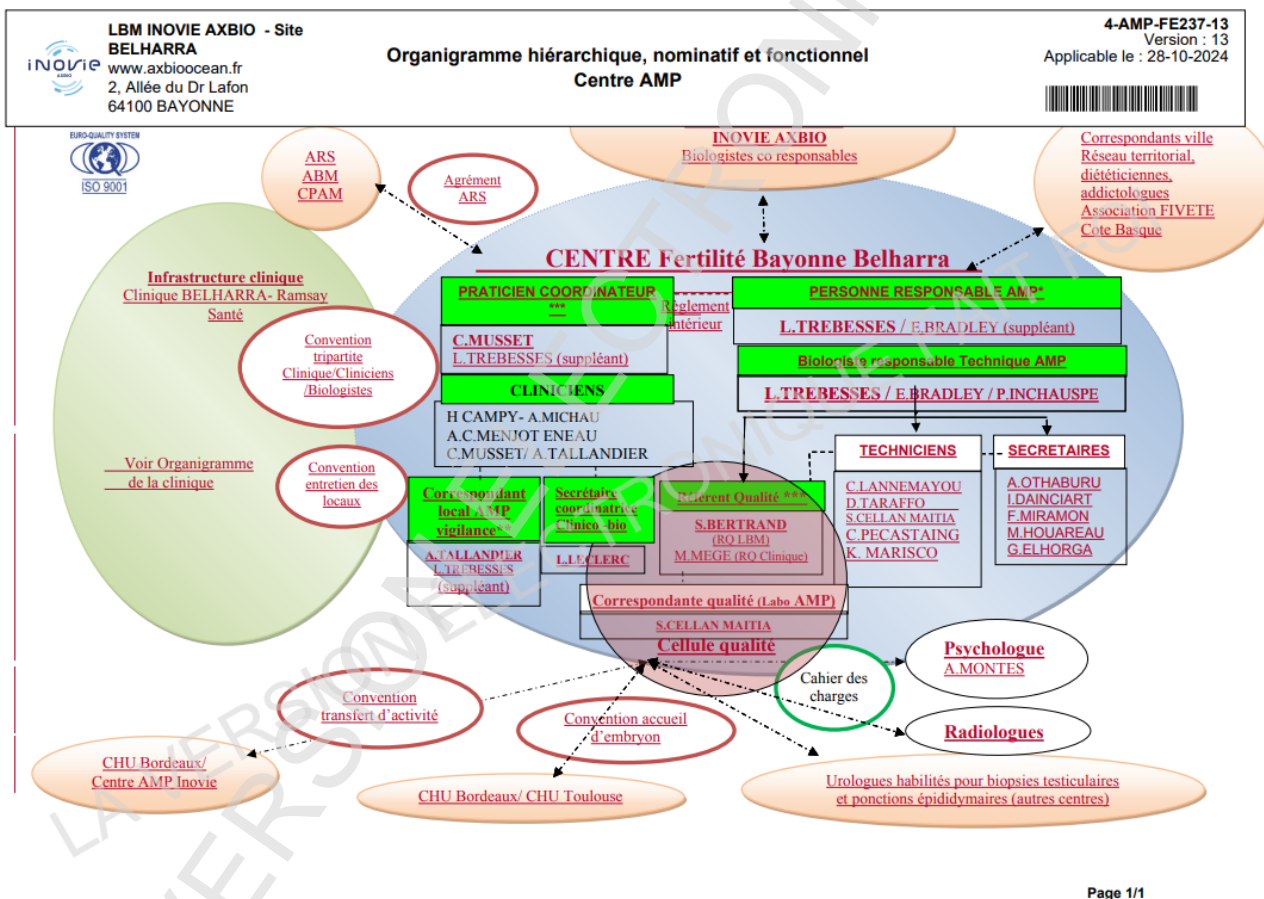 LBM INOVIE AXBIO - Site
BELHARRA
www.axbioocean.fr
2, Allée du Dr Lafon
64100 BAYONNE
iNOVIE
AXBIO
Organigramme hiérarchique, nominatif et fonctionnel
Centre AMP
4-AMP-FE237-13
Version : 13
Applicable le : 28-10-2024
EURO-QUALITY SYSTEM
ISO 9001
ARS
ABM
CPAM
Agrément
ARS
INOVIE AXBIO
Biologistes co responsables
Correspondants ville
Réseau territorial,
diététiciennes,
addictologues
Association FIVETE
Cote Basque
Infrastructure clinique
Clinique BELHARRA- Ramsay
Santé
Convention
tripartite
Clinique/Cliniciens
/Biologistes
Voir Organigramme
de la clinique
Convention
entretien des
locaux
CENTRE Fertilité Bayonne Belharra
PRATICIEN COORDINATEUR
***
C.MUSSET
L.TREBESSES (suppléant)
Règlement
intérieur
PERSONNE RESPONSABLE AMP*
L.TREBESSES / E.BRADLEY (suppléant)
Biologiste responsable Technique AMP
L.TREBESSES / E.BRADLEY / P.INCHAUSPE
CLINICIENS
H CAMPY- A.MICHAU
A.C.MENJOT ENEAU
C.MUSSET/ A.TALLANDIER
TECHNICIENS
C.LANNEMAYOU
D.TARAFFO
S.CELLAN MAITIA
C.PECASTAING
K. MARISCO
SECRETAIRES
A.OTHABURU
I.DAINCIART
F.MIRAMON
M.HOUAREAU
G.ELHORGA
Correspondant
local AMP
vigilance**
A.TALLANDIER
L.TREBESSES
(suppléant)
Secrétaire
coordinatrice
Clinico -bio
L.LECLERC
Référent Qualité ***
S.BERTRAND
(RQ LBM)
M.MEGE (RQ Clinique)
Correspondante qualité (Labo AMP)
S.CELLAN MAITIA
Cellule qualité
Psychologue
A.MONTES
Cahier des
charges
Radiologues
Convention
transfert d'activité
Convention accueil
d'embryon
CHU Bordeaux/
Centre AMP Inovie
CHU Bordeaux/ CHU Toulouse
Urologues habilités pour biopsies testiculaires
et ponctions épididymaires (autres centres)
Page 1/1